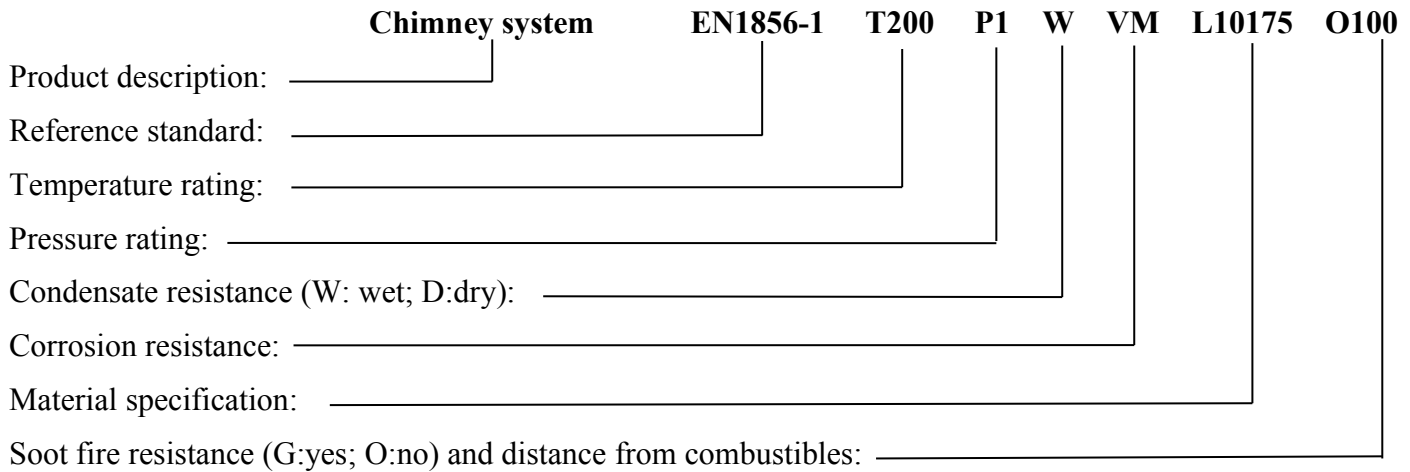 Chimney system EN1856-1 T200 P1 W VM L10175 O100
Product description:
Reference standard:
Temperature rating:
Pressure rating:
Condensate resistance (W: wet; D:dry):
Corrosion resistance:
Material specification:
Soot fire resistance (G:yes; O:no) and distance from combustibles: